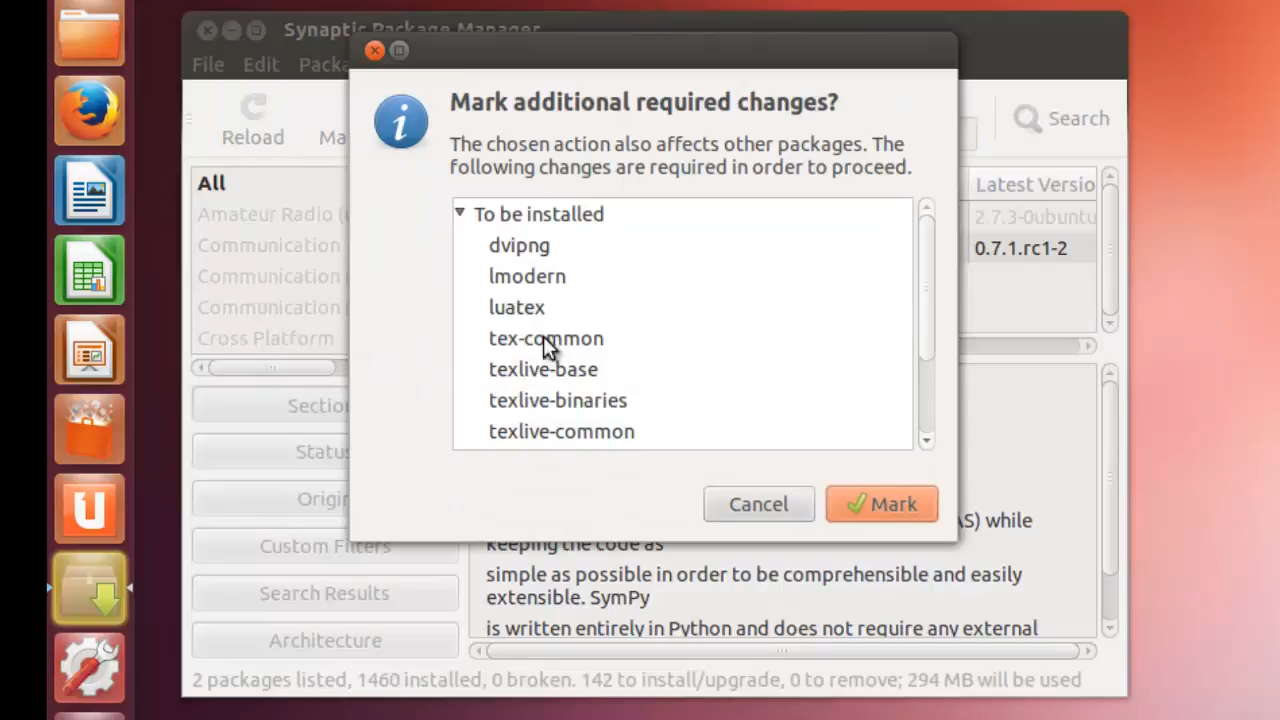 Synaptic Package Manager
File Edit Packa
Mark additional required changes?
The chosen action also affects other packages. The
following changes are required in order to proceed.
Reload Ma
Search
To be installed
dvipng
lmodern
luatex
tex-common
texlive-base
texlive-binaries
texlive-common
Cancel Mark
All
Amateur Radio (
Communication
Communication
Communication
Cross Platform
Latest Versio
2.7.3-0ubuntu
0.7.1.rc1-2
Section
Status
Origin
Custom Filters
Search Results
Architecture
AS) while
keeping the code as
simple as possible in order to be comprehensible and easily
extensible. SymPy
is written entirely in Python and does not require any external
2 packages listed, 1460 installed, 0 broken. 142 to install/upgrade, 0 to remove; 294 MB will be used